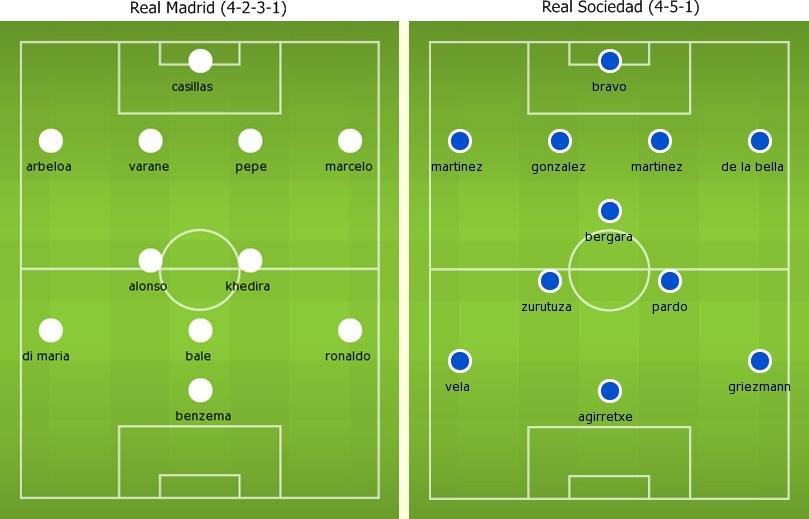 Real Madrid (4-2-3-1)
casillas
arbeloa varane pepe marcelo
alonso khedira
di maria bale ronaldo
benzema
Real Sociedad (4-5-1)
bravo
martinez gonzalez martinez de la bella
bergara
zurutuza pardo
vela griezmann
agirretxe